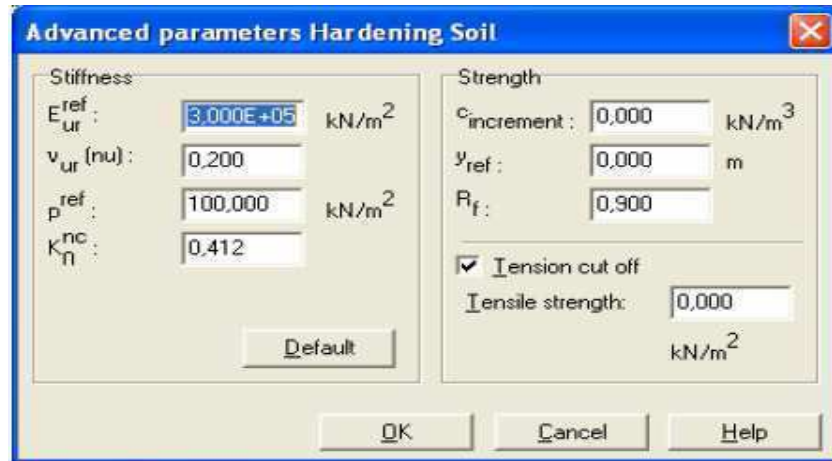 Advanced parameters Hardening Soil
Stiffness
E_ur^ref : 3,000E+05 kN/m²
ν_ur (nu) : 0,200
p^ref : 100,000 kN/m²
K_0^nc : 0,412
Default
Strength
c_increment : 0,000 kN/m³
y_ref : 0,000 m
R_f : 0,900
Tension cut off
Tensile strength: 0,000
kN/m²
OK Cancel Help